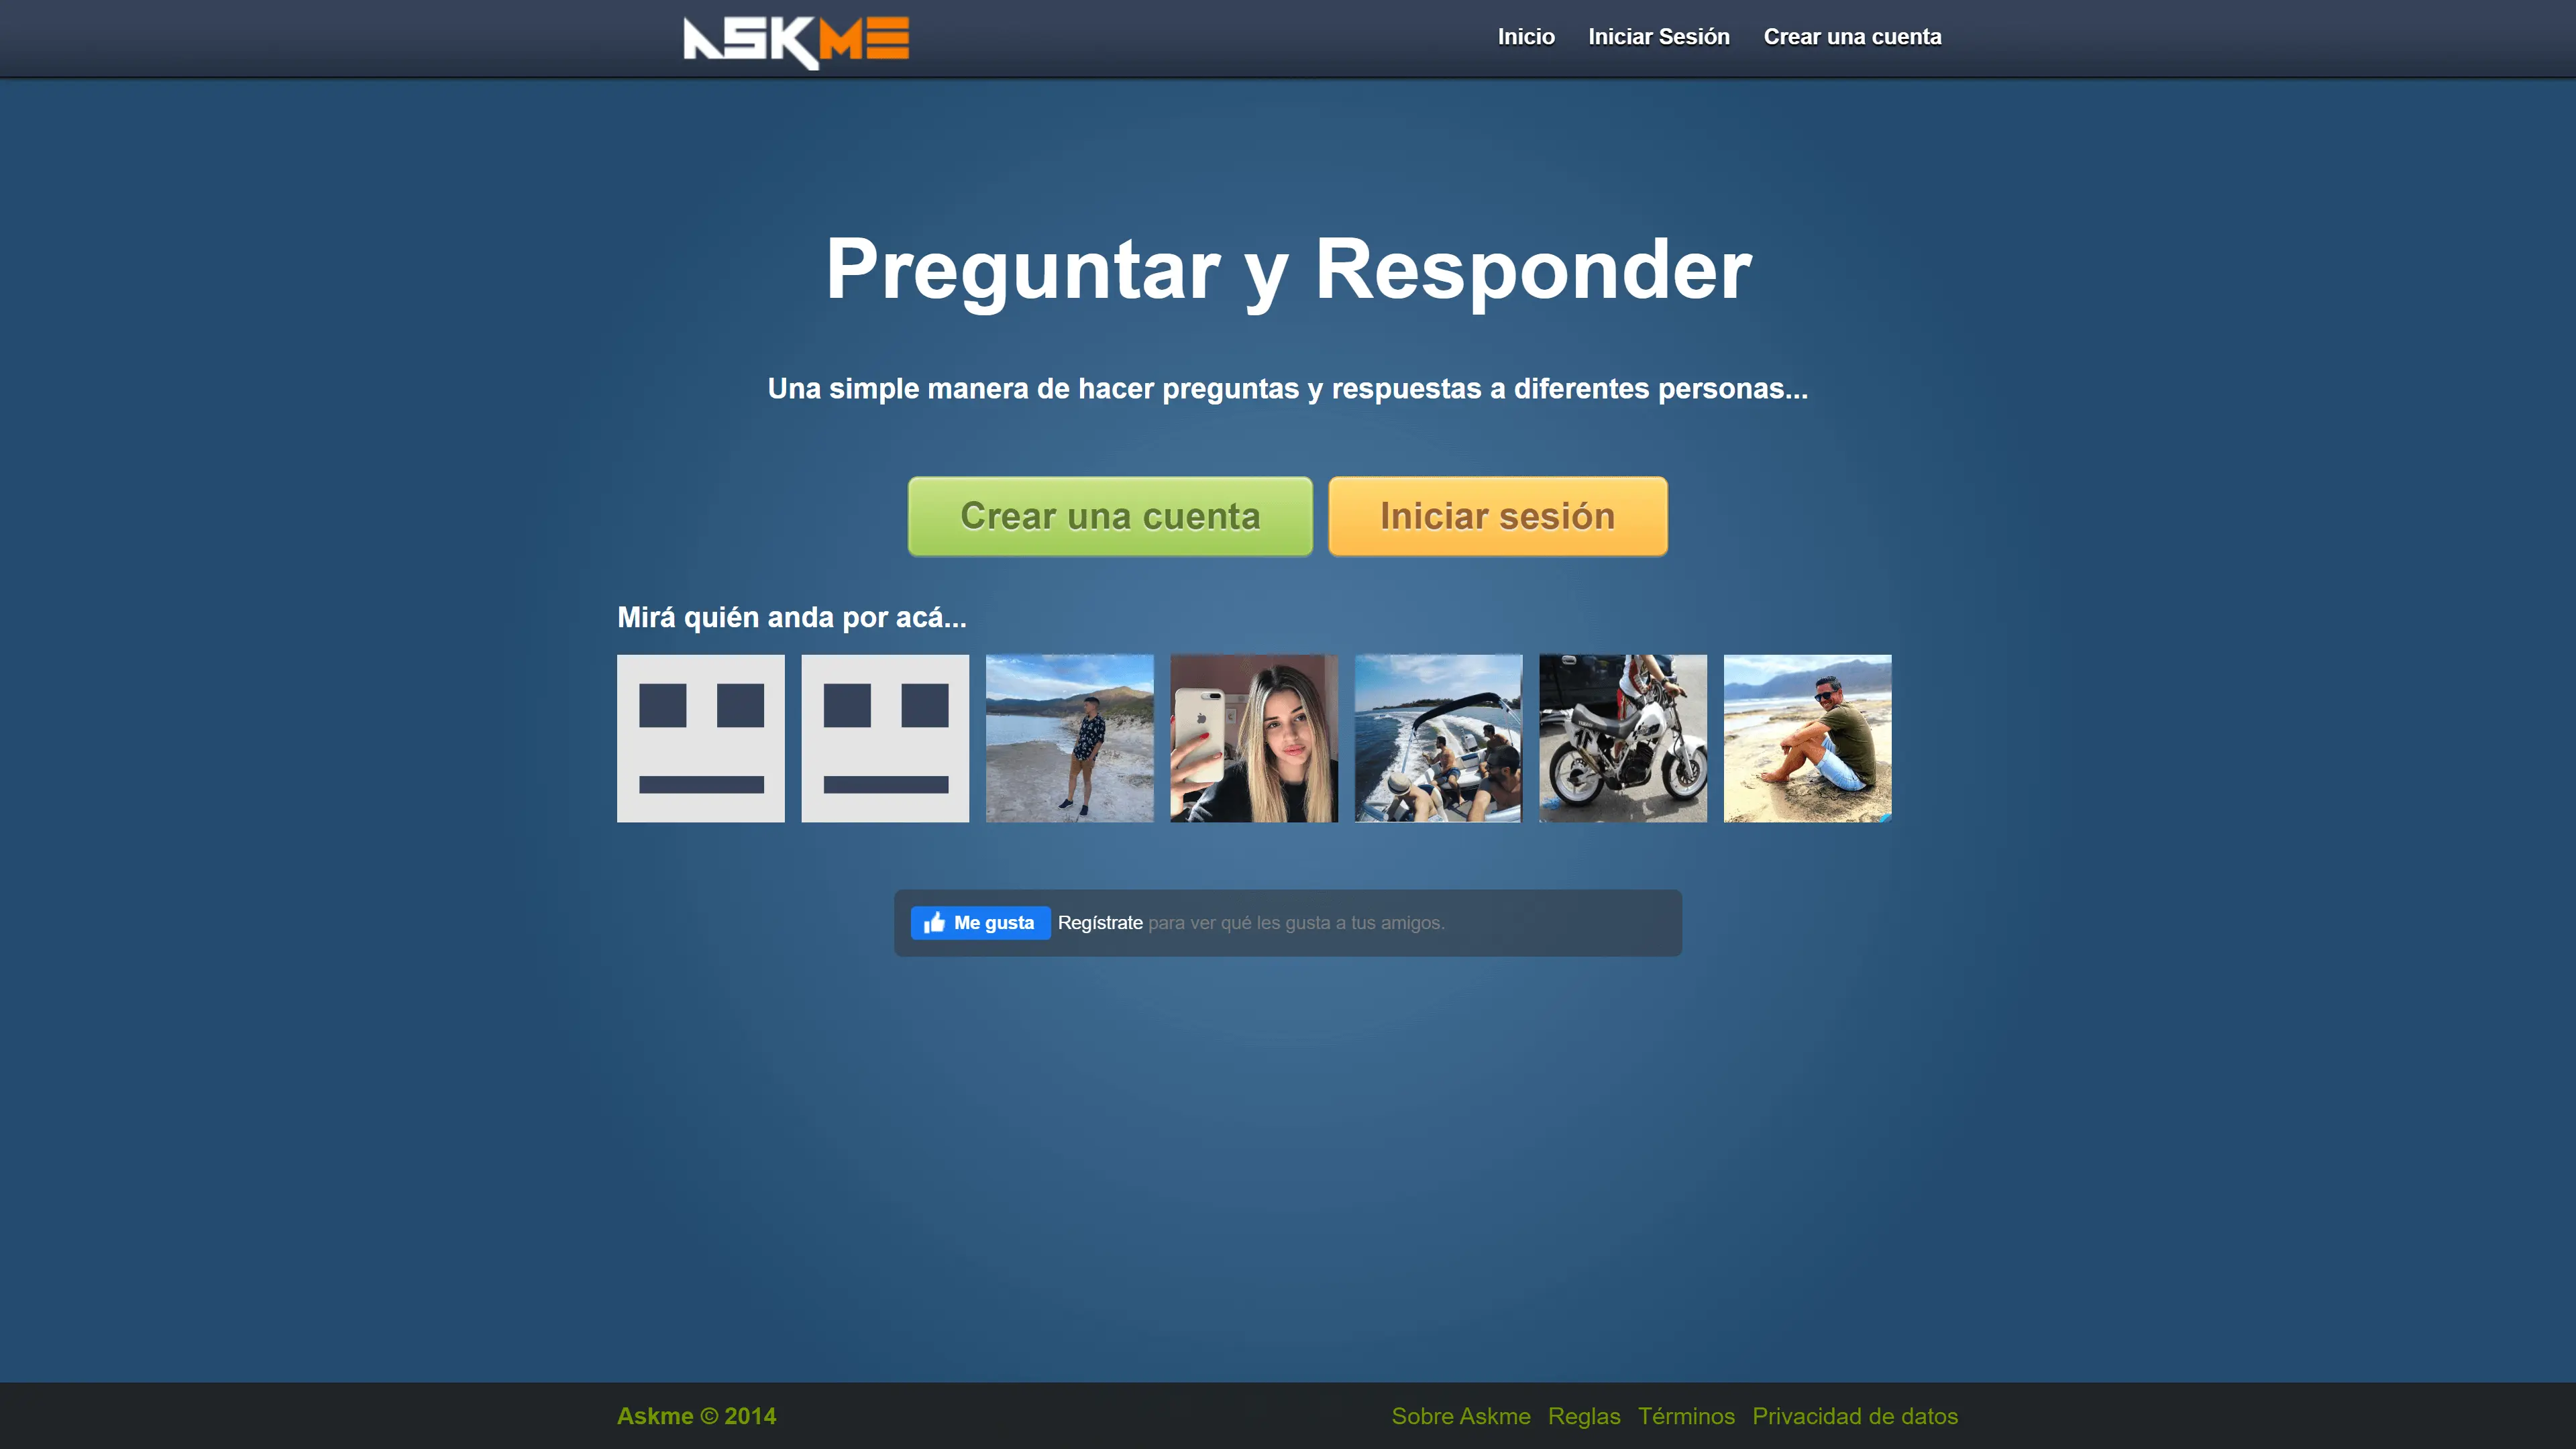 ASKME
Inicio Iniciar Sesión Crear una cuenta
Preguntar y Responder
Una simple manera de hacer preguntas y respuestas a diferentes personas...
Crear una cuenta Iniciar sesión
Mirá quién anda por acá...
Me gusta Regístrate para ver qué les gusta a tus amigos.
Askme © 2014 Sobre Askme Reglas Términos Privacidad de datos